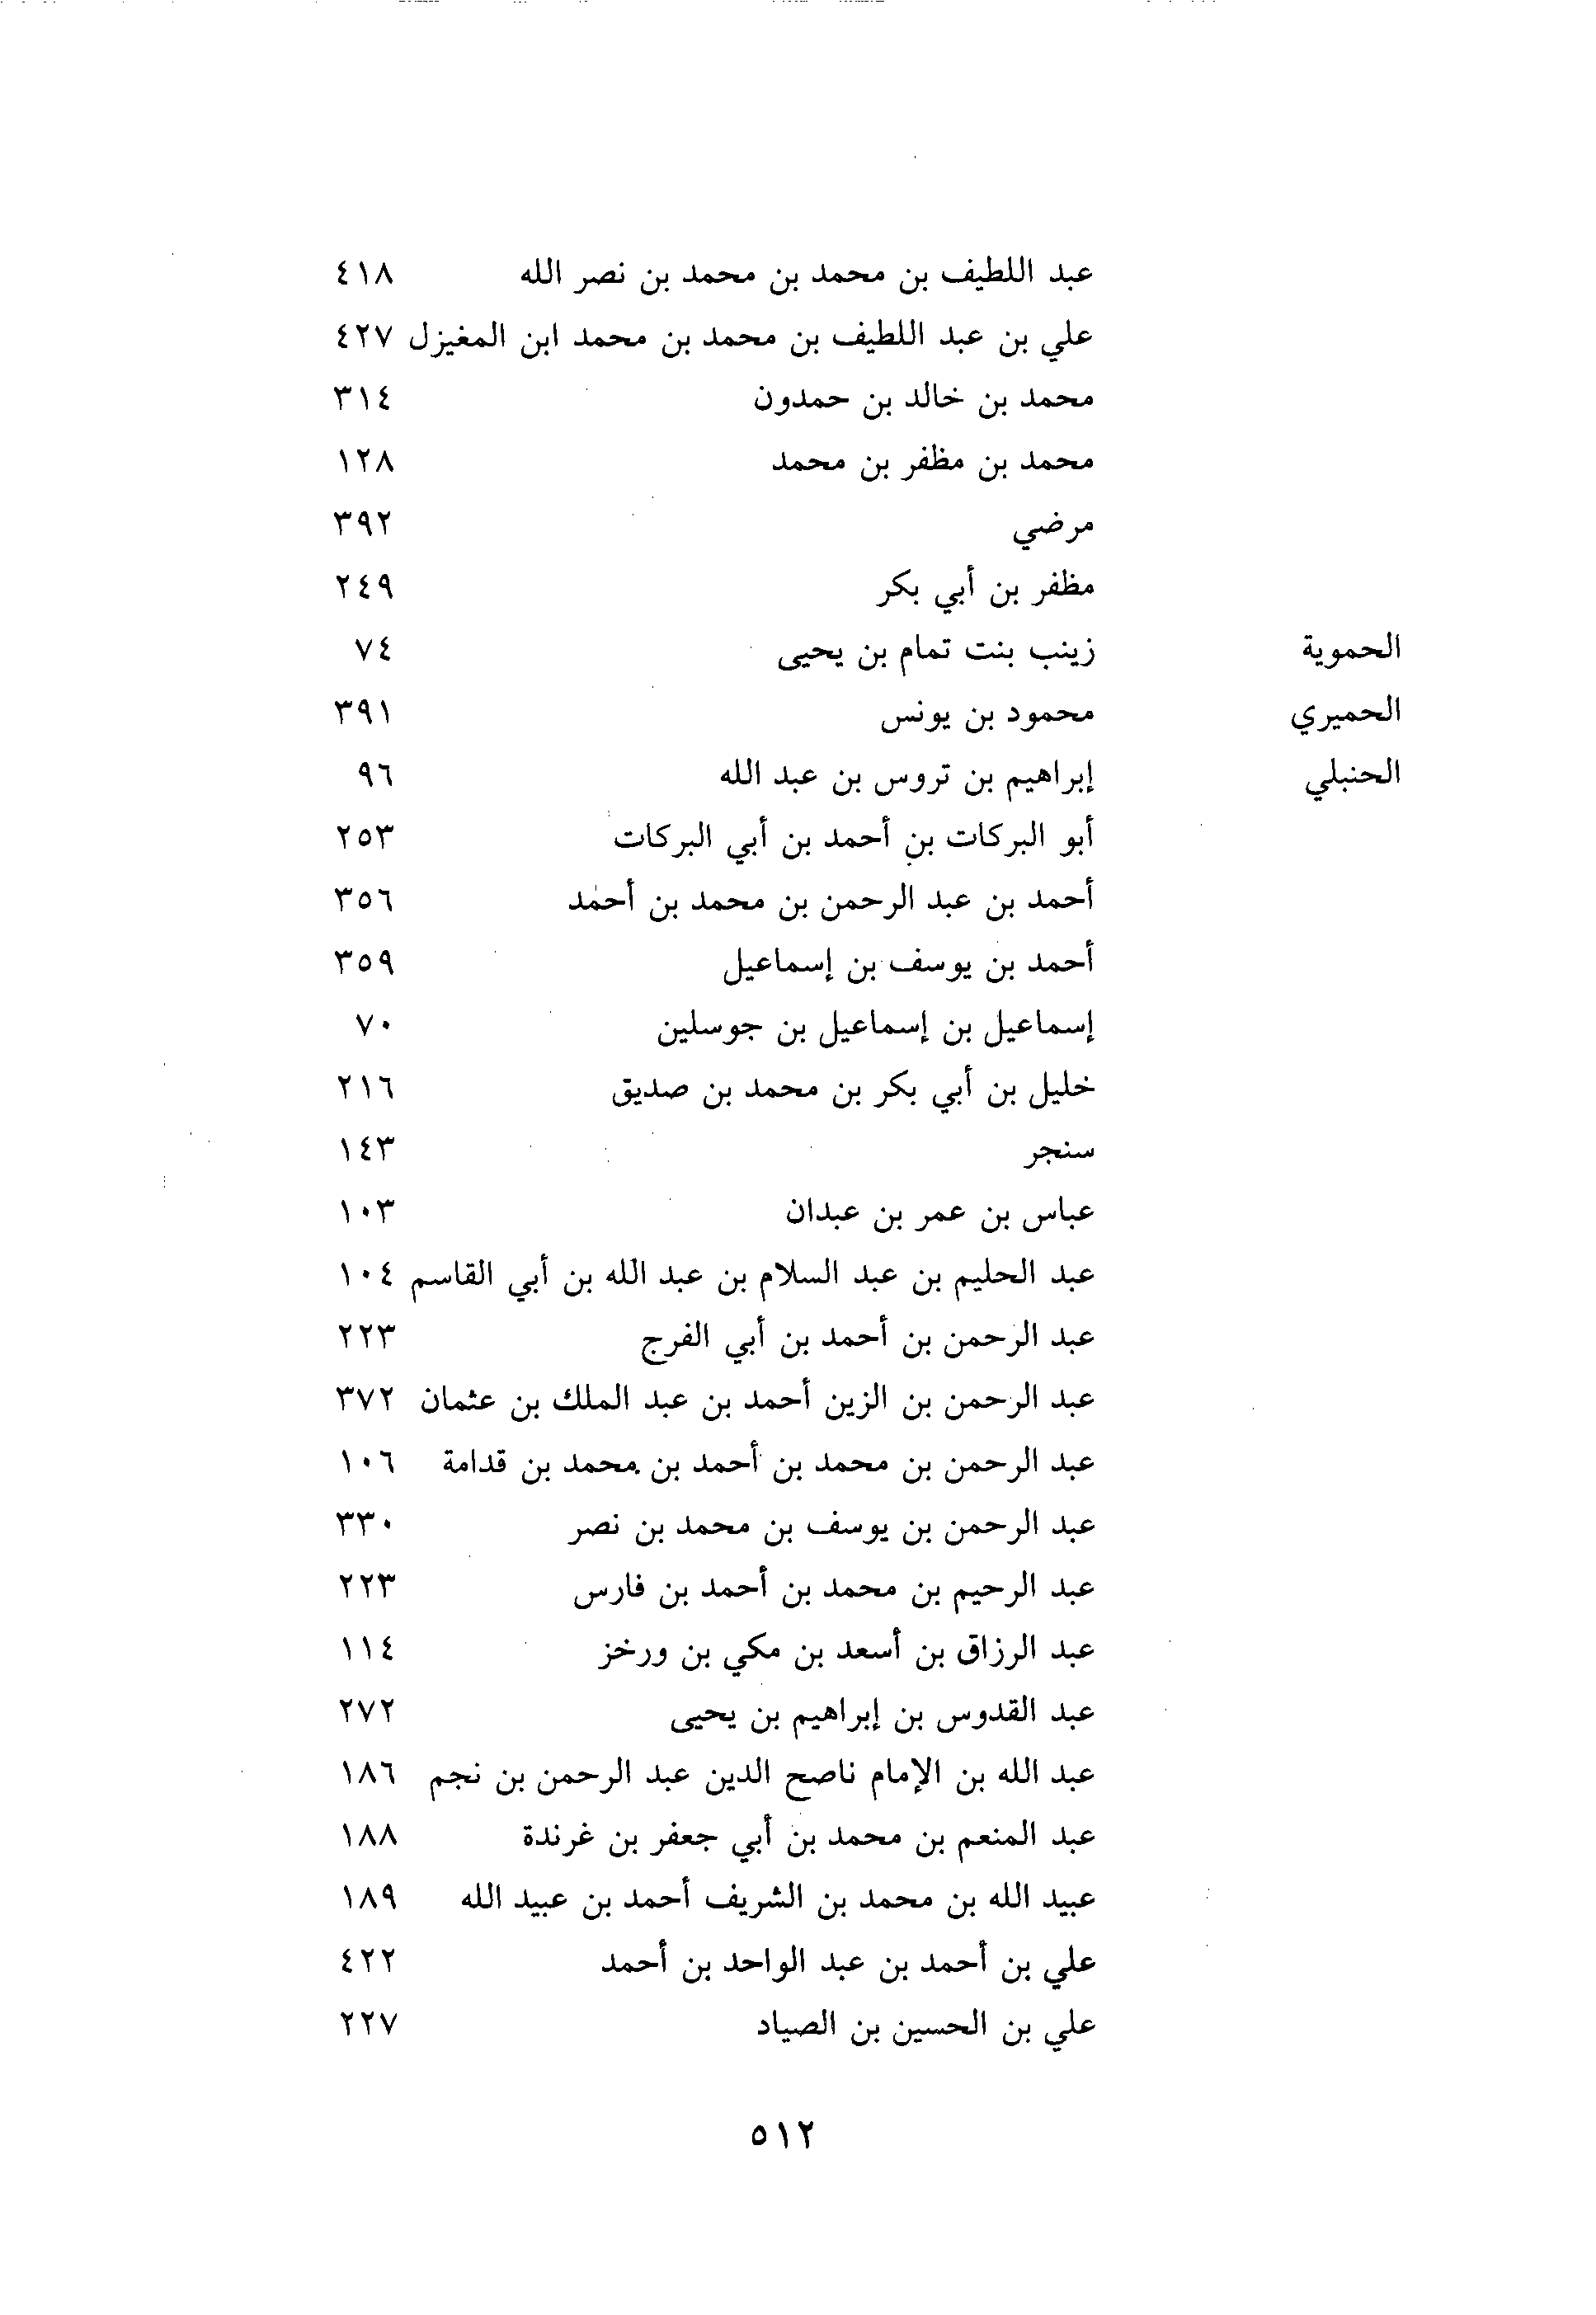 عبد اللطيف بن محمد بن محمد بن نصر الله ٤١٨
علي بن عبد اللطيف بن محمد بن محمد ابن المغيزل ٤٢٧
محمد بن خالد بن حمدون ٣١٤
محمد بن مظفر بن محمد ١٢٨
مرضي ٣٩٢
مظفر بن أبي بكر ٢٤٩
الحموية زينب بنت تمام بن يحيى ٧٤
الحميري محمود بن يونس ٣٩١
الحنبلي إبراهيم بن تروس بن عبد الله ٩٦
أبو البركات بن أحمد بن أبي البركات ٢٥٣
أحمد بن عبد الرحمن بن محمد بن أحمد ٣٥٦
أحمد بن يوسف بن إسماعيل ٣٥٩
إسماعيل بن إسماعيل بن جوسلين ٧٠
خليل بن أبي بكر بن محمد بن صديق ٢١٦
سنجر ١٤٣
عباس بن عمر بن عبدان ١٠٣
عبد الحليم بن عبد السلام بن عبد الله بن أبي القاسم ١٠٤
عبد الرحمن بن أحمد بن أبي الفرج ٢٢٣
عبد الرحمن بن الزين أحمد بن عبد الملك بن عثمان ٣٧٢
عبد الرحمن بن محمد بن أحمد بن محمد بن قدامة ١٠٦
عبد الرحمن بن يوسف بن محمد بن نصر ٣٣٠
عبد الرحيم بن محمد بن أحمد بن فارس ٢٢٣
عبد الرزاق بن أسعد بن مكي بن ورخز ١١٤
عبد القدوس بن إبراهيم بن يحيى ٢٧٢
عبد الله بن الإمام ناصح الدين عبد الرحمن بن نجم ١٨٦
عبد المنعم بن محمد بن أبي جعفر بن غرندة ١٨٨
عبيد الله بن محمد بن الشريف أحمد بن عبيد الله ١٨٩
علي بن أحمد بن عبد الواحد بن أحمد ٤٢٢
علي بن الحسين بن الصياد ٢٢٧
٥١٢